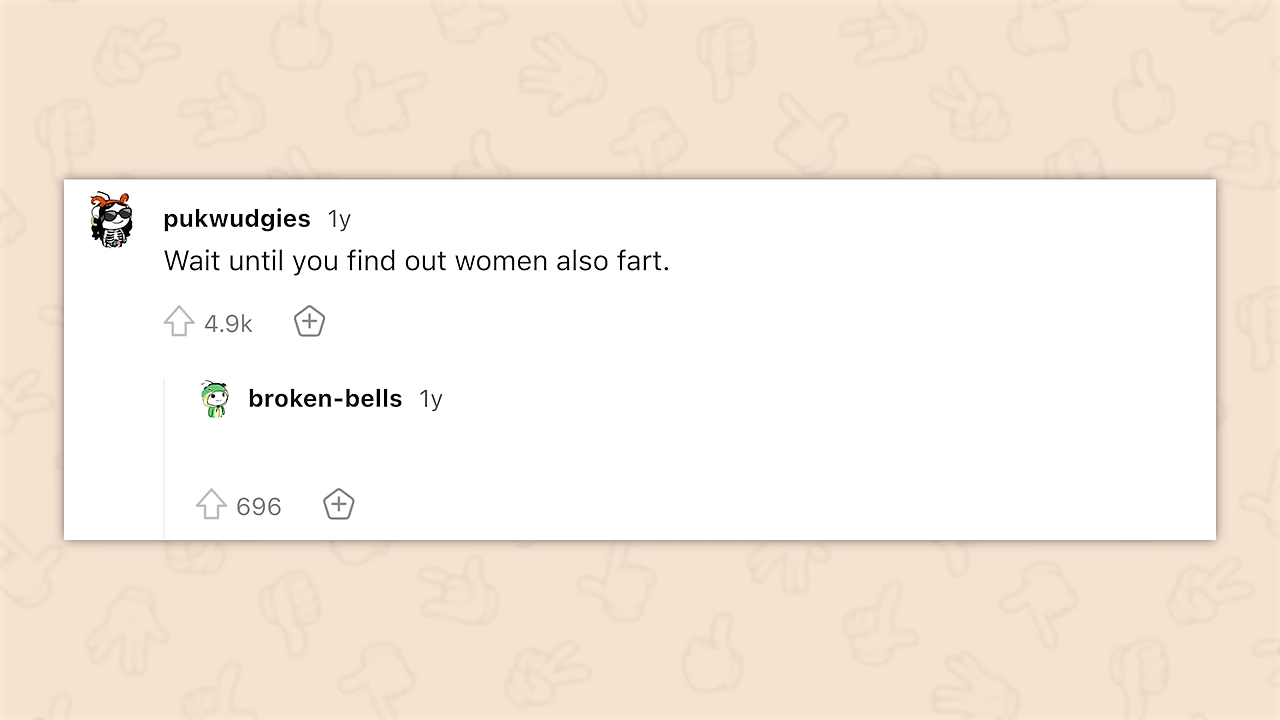 pukwudgies 1y
Wait until you find out women also fart.
4.9k
broken-bells 1y
696